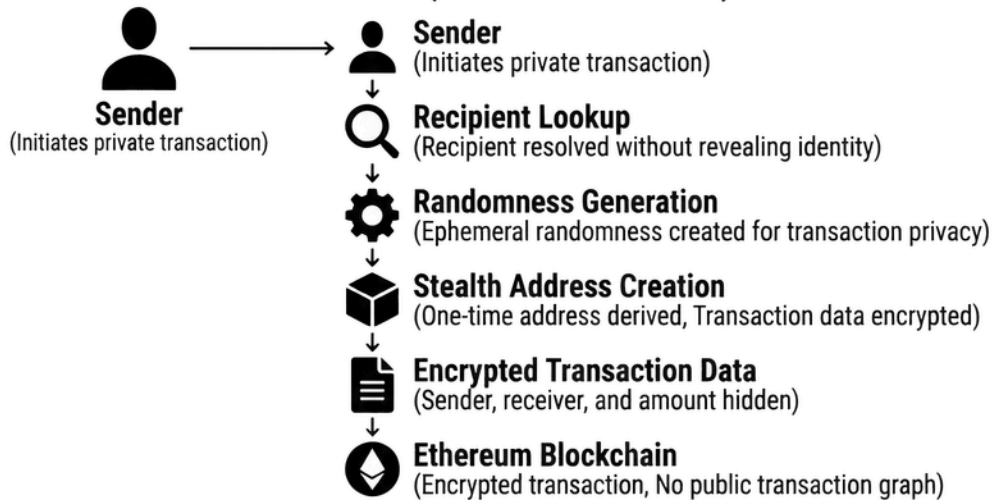 Sender
(Initiates private transaction)
Sender
(Initiates private transaction)
Recipient Lookup
(Recipient resolved without revealing identity)
Randomness Generation
(Ephemeral randomness created for transaction privacy)
Stealth Address Creation
(One-time address derived, Transaction data encrypted)
Encrypted Transaction Data
(Sender, receiver, and amount hidden)
Ethereum Blockchain
(Encrypted transaction, No public transaction graph)